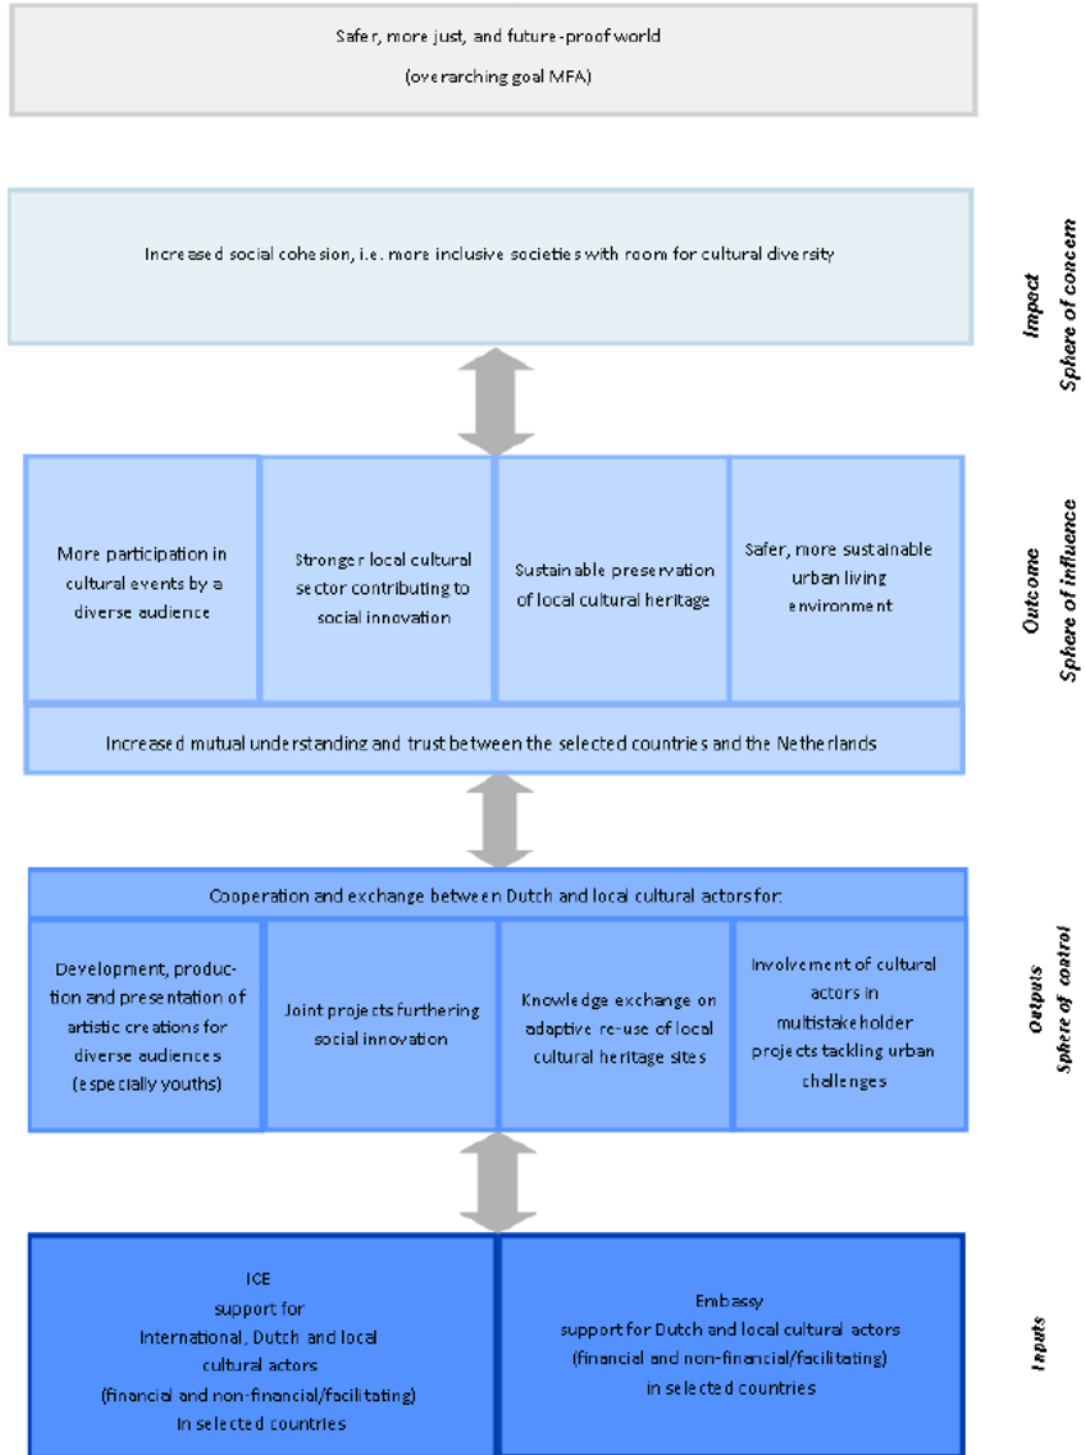 Safer, more just, and future-proof world
(overarching goal MFA)
Increased social cohesion, i.e. more inclusive societies with room for cultural diversity
Impact
Sphere of concern
More participation in
cultural events by a
diverse audience
Stronger local cultural
sector contributing to
social innovation
Sustainable preservation
of local cultural heritage
Safer, more sustainable
urban living
environment
Increased mutual understanding and trust between the selected countries and the Netherlands
Outcome
Sphere of influence
Cooperation and exchange between Dutch and local cultural actors for:
Development, produc-
tion and presentation of
artistic creations for
diverse audiences
(especially youths)
Joint projects furthering
social innovation
Knowledge exchange on
adaptive re-use of local
cultural heritage sites
Involvement of cultural
actors in
multistakeholder
projects tackling urban
challenges
Outputs
Sphere of control
ICE
support for
International, Dutch and local
cultural actors
(financial and non-financial/facilitating)
In selected countries
Embassy
support for Dutch and local cultural actors
(financial and non-financial/facilitating)
in selected countries
Inputs